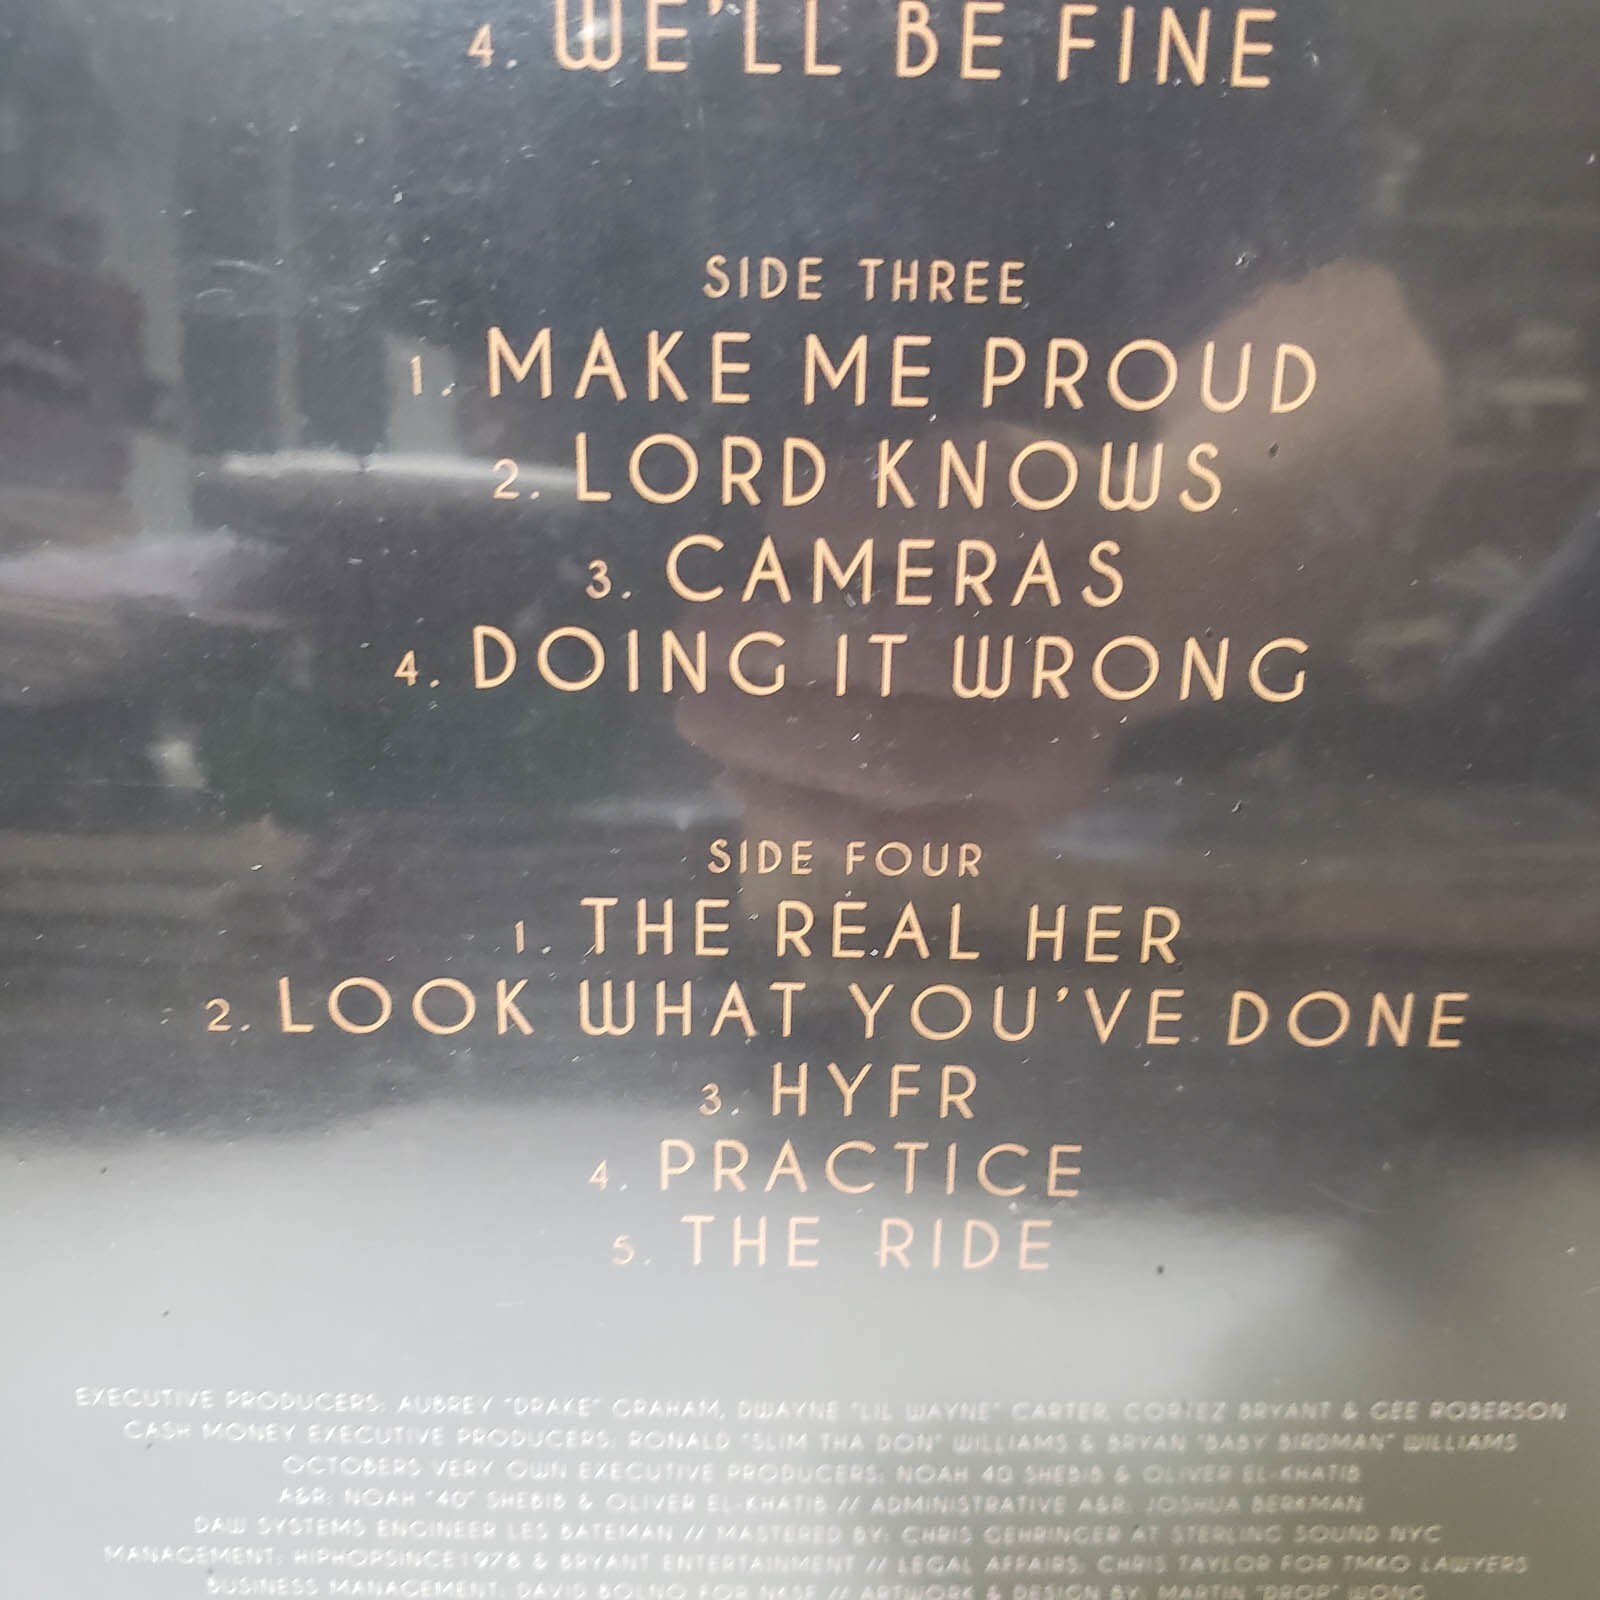 4. WE'LL BE FINE
SIDE THREE
1. MAKE ME PROUD
2. LORD KNOWS
3. CAMERAS
4. DOING IT WRONG
SIDE FOUR
1. THE REAL HER
2. LOOK WHAT YOU'VE DONE
3. HYFR
4. PRACTICE
5. THE RIDE
EXECUTIVE PRODUCERS: AUBREY "DRAKE" GRAHAM, DWAYNE "LIL WAYNE" CARTER, CORTEZ BRYANT & GEE ROBERSON
CASH MONEY EXECUTIVE PRODUCERS: RONALD "SLIM THA DON" WILLIAMS & BRYAN "BABY BIRDMAN" WILLIAMS
OCTOBERS VERY OWN EXECUTIVE PRODUCERS: NOAH 40 SHEBIB & OLIVER EL-KHATIB
A&R: NOAH "40" SHEBIB & OLIVER EL-KHATIB // ADMINISTRATIVE A&R: JOSHUA BERKMAN
DAW SYSTEMS ENGINEER LES BATEMAN // MASTERED BY: CHRIS GEHRINGER AT STERLING SOUND NYC
MANAGEMENT: HIPHOPSINCE1978 & BRYANT ENTERTAINMENT // LEGAL AFFAIRS: CHRIS TAYLOR FOR TMKO LAWYERS
BUSINESS MANAGEMENT: DAVID BOLNO FOR NKSF // ARTWORK & DESIGN BY: MARTIN "DROP" WONG